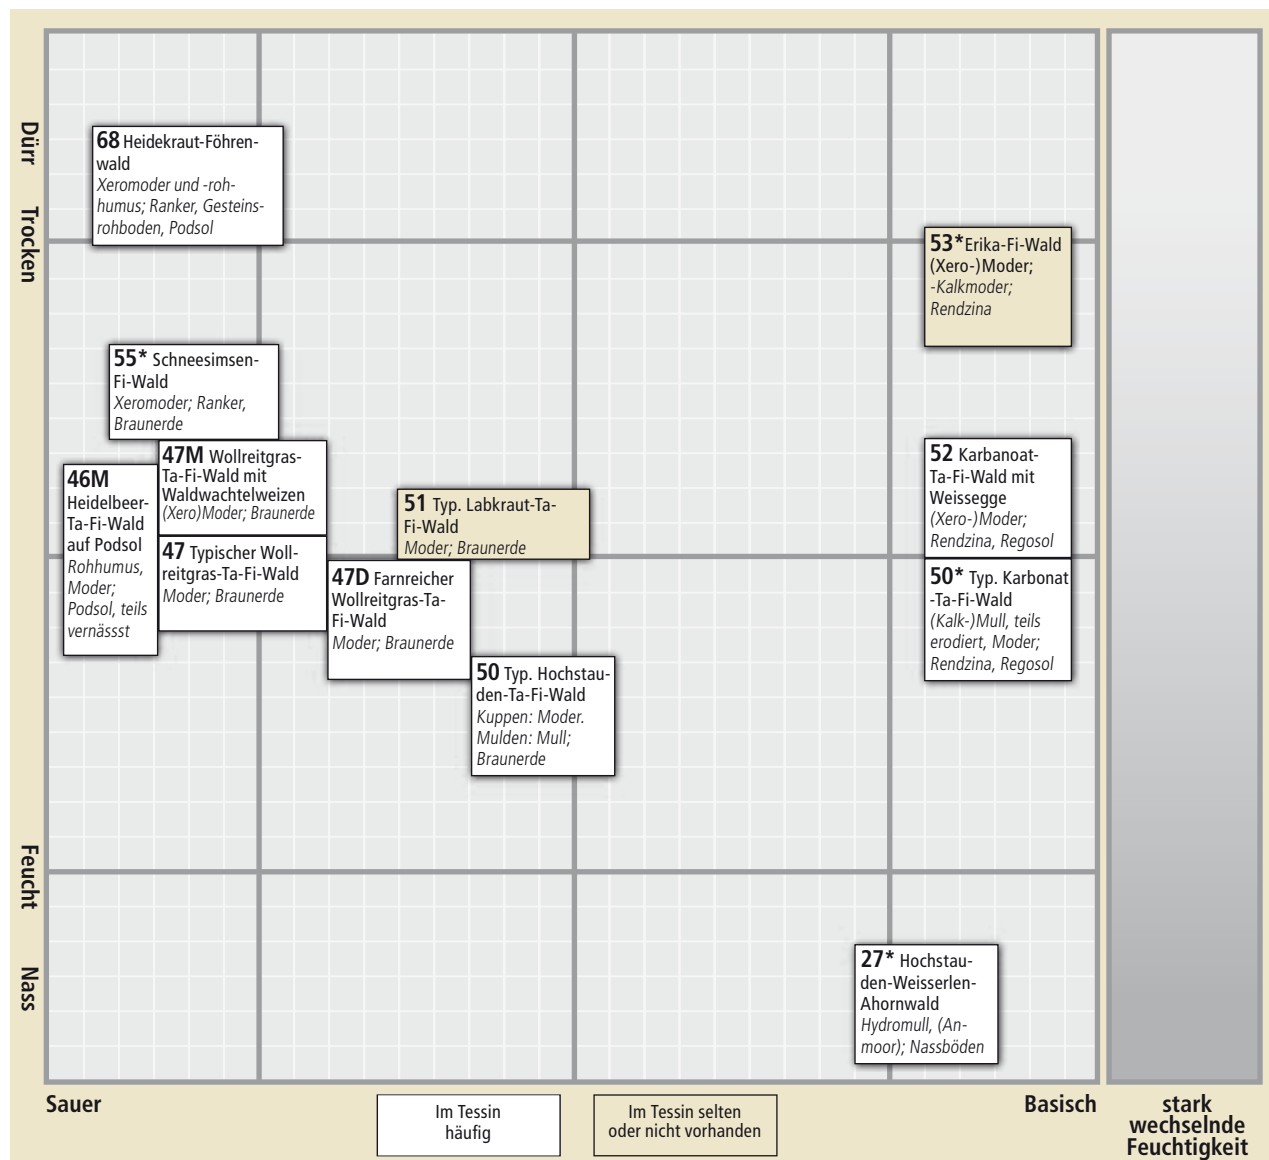 Dürr
Trocken
Feucht
Nass
68 Heidekraut-Föhren-
wald
Xeromoder und -roh-
humus; Ranker, Gesteins-
rohboden, Podsol
53*Erika-Fi-Wald
(Xero-)Moder;
-Kalkmoder;
Rendzina
55* Schneesimsen-
Fi-Wald
Xeromoder; Ranker,
Braunerde
46M
Heidelbeer-
Ta-Fi-Wald
auf Podsol
Rohhumus,
Moder;
Podsol, teils
vernässst
47M Wollreitgras-
Ta-Fi-Wald mit
Waldwachtelweizen
(Xero)Moder; Braunerde
47 Typischer Woll-
reitgras-Ta-Fi-Wald
Moder; Braunerde
51 Typ. Labkraut-Ta-
Fi-Wald
Moder; Braunerde
47D Farnreicher
Wollreitgras-Ta-
Fi-Wald
Moder; Braunerde
50 Typ. Hochstau-
den-Ta-Fi-Wald
Kuppen: Moder.
Mulden: Mull;
Braunerde
52 Karbanoat-
Ta-Fi-Wald mit
Weissegge
(Xero-)Moder;
Rendzina, Regosol
50* Typ. Karbonat
-Ta-Fi-Wald
(Kalk-)Mull, teils
erodiert, Moder;
Rendzina, Regosol
27* Hochstau-
den-Weisserlen-
Ahornwald
Hydromull, (An-
moor); Nassböden
Sauer
Basisch
Im Tessin
häufig
Im Tessin selten
oder nicht vorhanden
stark
wechselnde
Feuchtigkeit